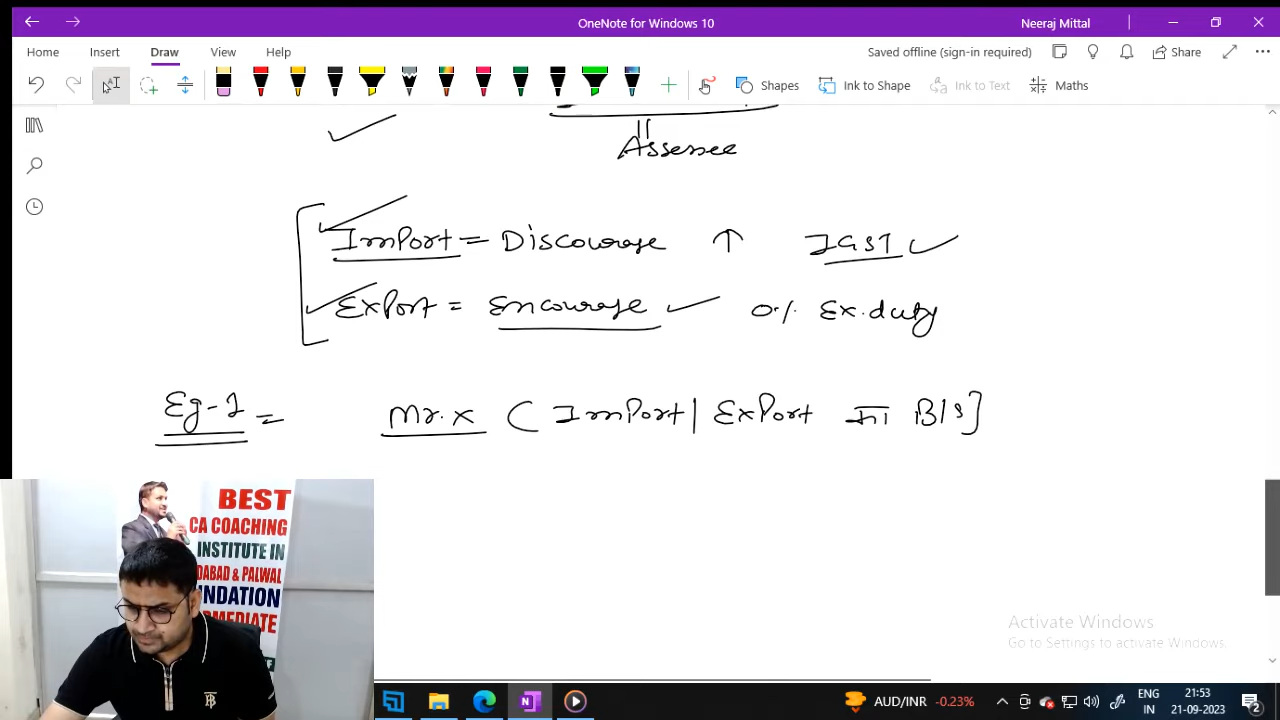 OneNote for Windows 10
Neeraj Mittal
Home Insert Draw View Help
Saved offline (sign-in required)
Share
Shapes
Ink to Shape
Ink to Text
Maths
Assessee
Import = Discourage ↑ IGST ✓
Export = Encourage ✓ 0% Ex. duty
Eg-1 = Mr. X ( Import | Export का B/s ]
BEST
CA COACHING
INSTITUTE IN
DABAD & PALWAL
NDATION
RMEDIATE
Activate Windows
Go to Settings to activate Windows.
AUD/INR -0.23%
ENG
IN
21:53
21-09-2023
2